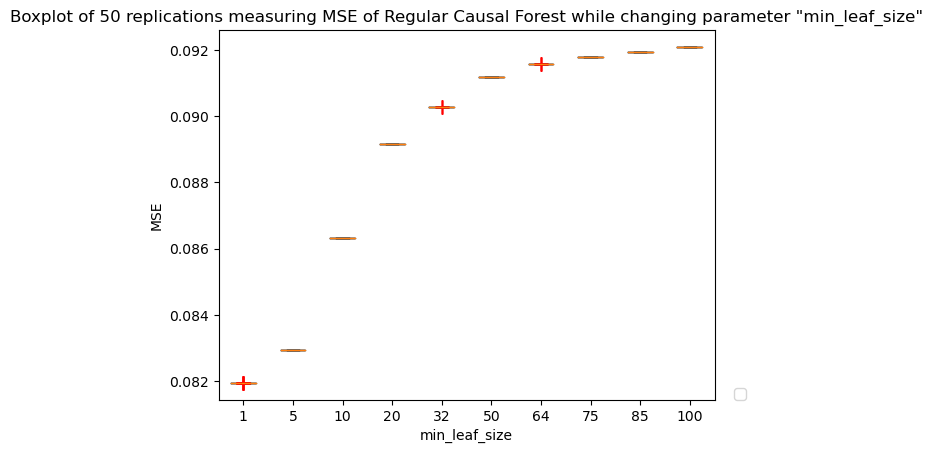 Boxplot of 50 replications measuring MSE of Regular Causal Forest while changing parameter "min_leaf_size"
0.092
0.090
0.088
0.086
0.084
0.082
MSE
1 5 10 20 32 50 64 75 85 100
min_leaf_size